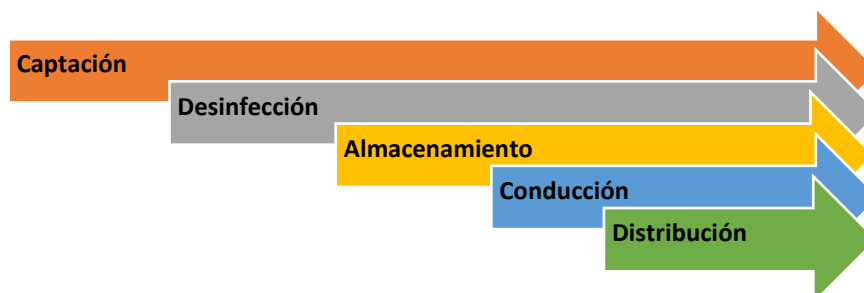 Captación
Desinfección
Almacenamiento
Conducción
Distribución